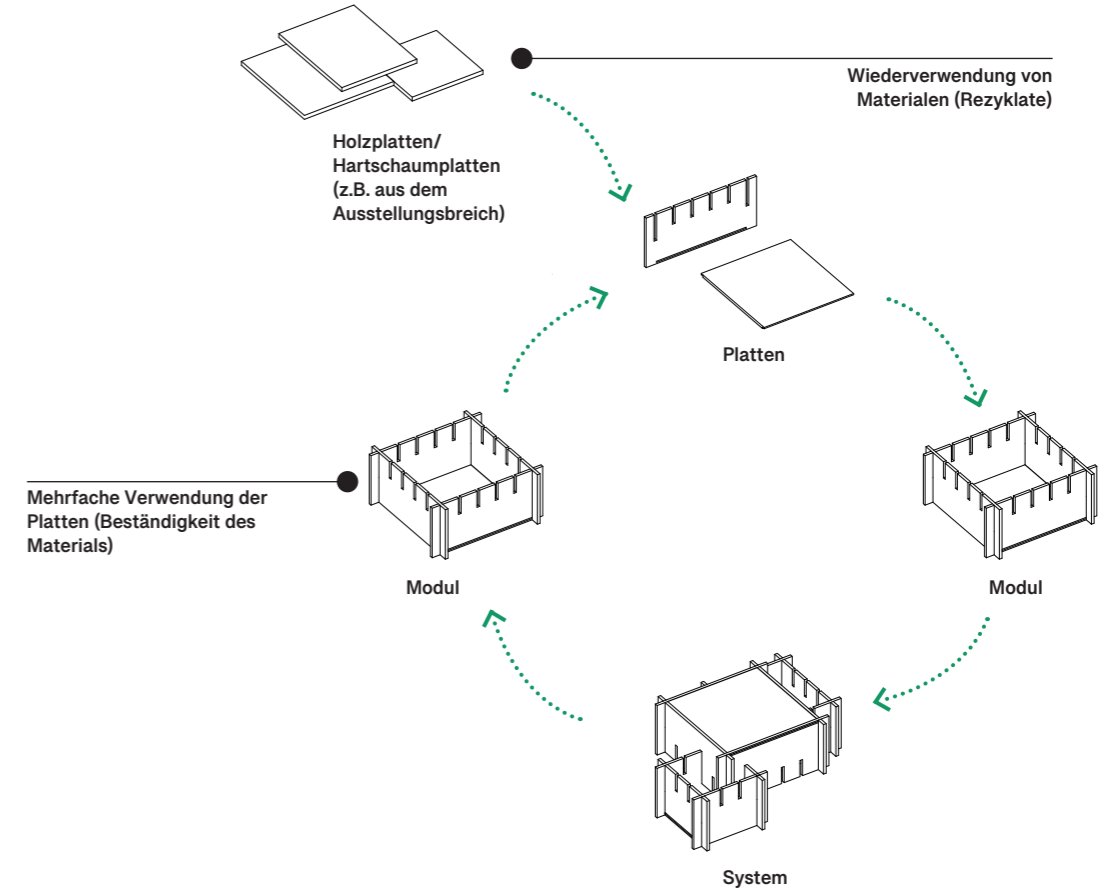 Wiederverwendung von
Materialen (Rezyklate)
Holzplatten/
Hartschaumplatten
(z.B. aus dem
Ausstellungsbreich)
Platten
Mehrfache Verwendung der
Platten (Beständigkeit des
Materials)
Modul
Modul
System